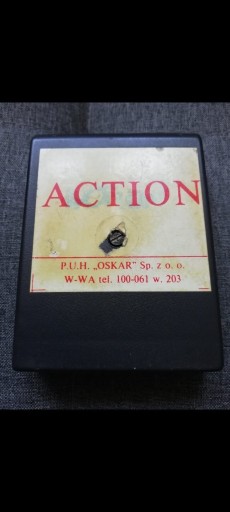 ACTION
P.U.H. „OSKAR” Sp. z o. o.
W-WA tel. 100-061 w. 203